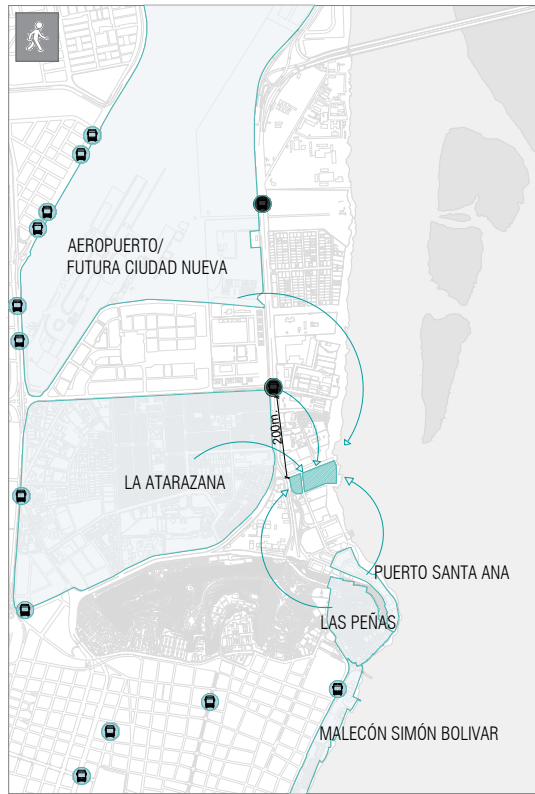 AEROPUERTO/
FUTURA CIUDAD NUEVA
200m.
LA ATARAZANA
PUERTO SANTA ANA
LAS PEÑAS
MALECÓN SIMÓN BOLIVAR